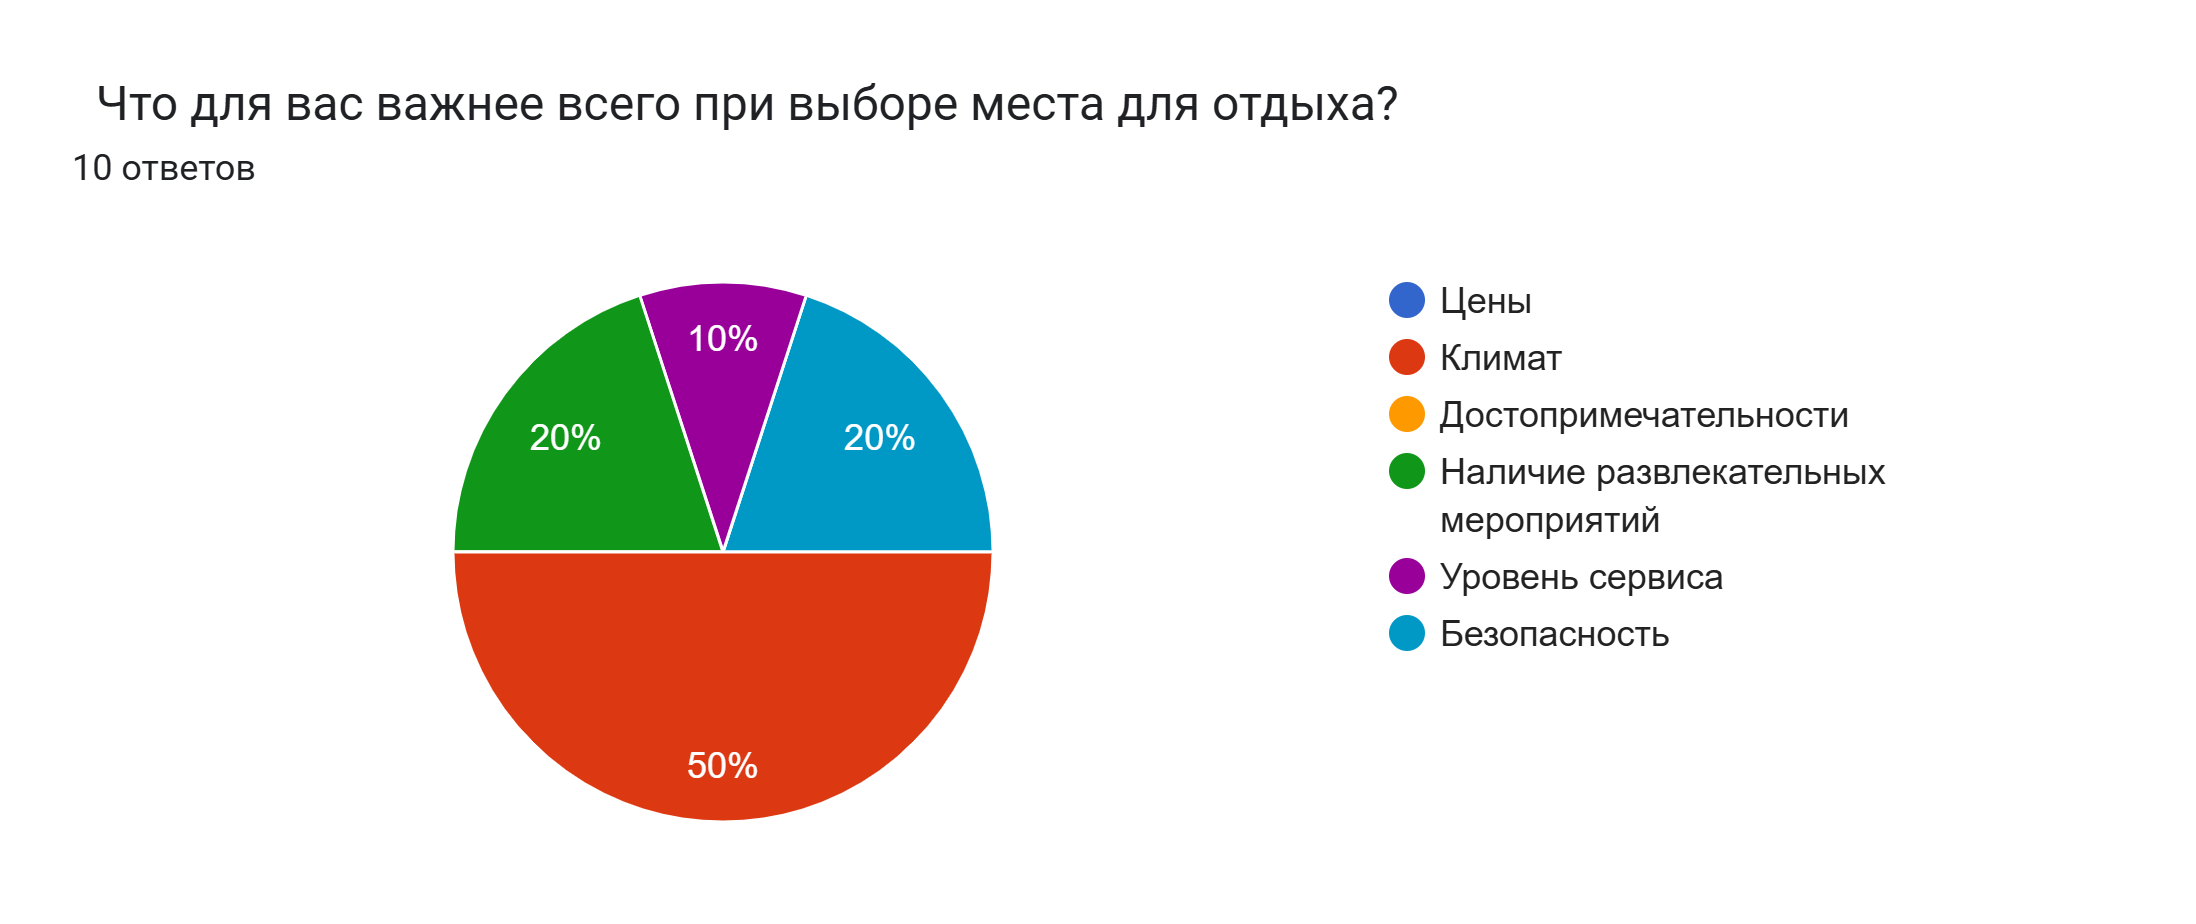 Что для вас важнее всего при выборе места для отдыха?
10 ответов
10%
20%
20%
50%
Цены
Климат
Достопримечательности
Наличие развлекательных
мероприятий
Уровень сервиса
Безопасность